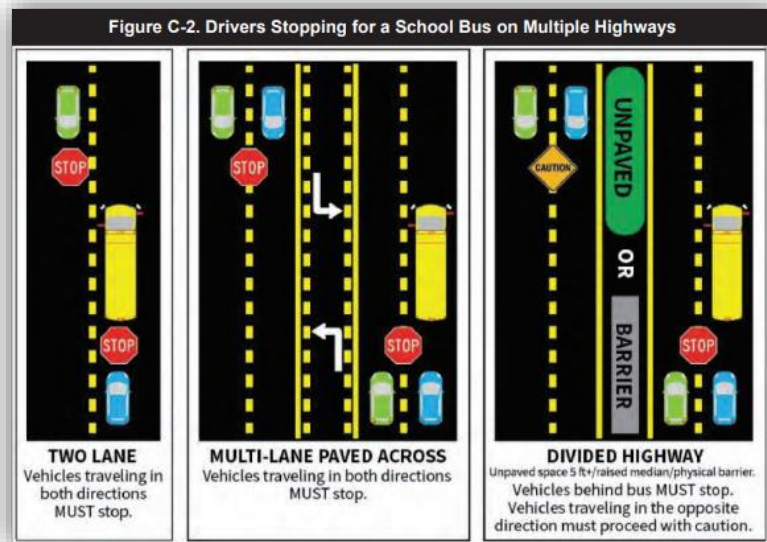 Figure C-2. Drivers Stopping for a School Bus on Multiple Highways
STOP
STOP
TWO LANE
Vehicles traveling in
both directions
MUST stop.
STOP
STOP
MULTI-LANE PAVED ACROSS
Vehicles traveling in both directions
MUST stop.
CAUTION
UNPAVED
OR
BARRIER
STOP
DIVIDED HIGHWAY
Unpaved space 5 ft+/raised median/physical barrier.
Vehicles behind bus MUST stop.
Vehicles traveling in the opposite
direction must proceed with caution.